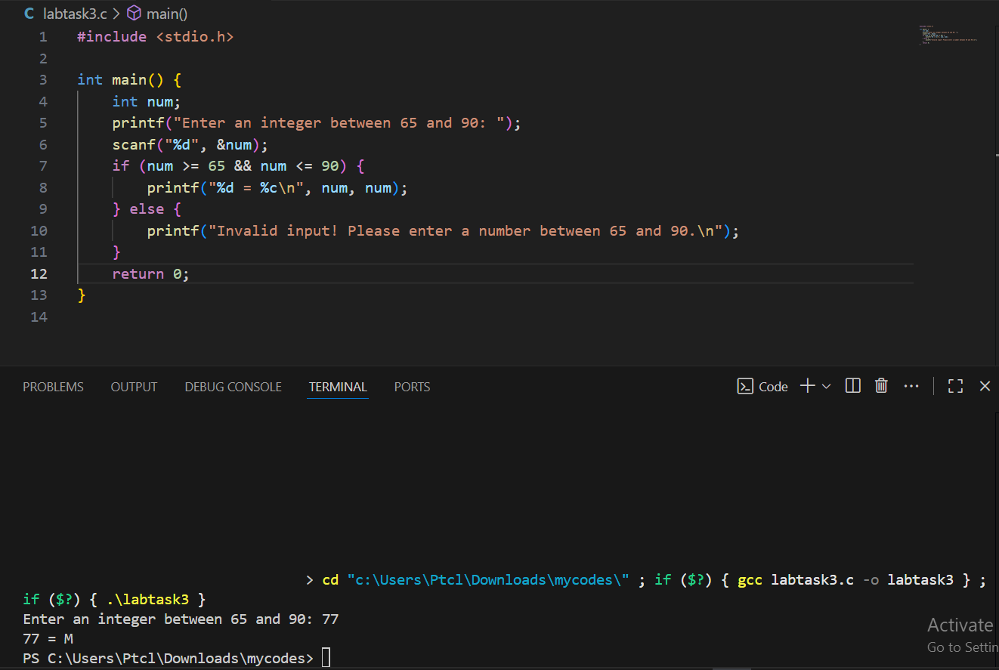 C labtask3.c > main()
1 #include <stdio.h>
2
3 int main() {
4     int num;
5     printf("Enter an integer between 65 and 90: ");
6     scanf("%d", &num);
7     if (num >= 65 && num <= 90) {
8         printf("%d = %c\n", num, num);
9     } else {
10         printf("Invalid input! Please enter a number between 65 and 90.\n");
11     }
12     return 0;
13 }
14
PROBLEMS OUTPUT DEBUG CONSOLE TERMINAL PORTS Code
> cd "c:\Users\Ptcl\Downloads\mycodes\" ; if ($?) { gcc labtask3.c -o labtask3 } ;
if ($?) { .\labtask3 }
Enter an integer between 65 and 90: 77
77 = M
PS C:\Users\Ptcl\Downloads\mycodes>
Activate
Go to Settin